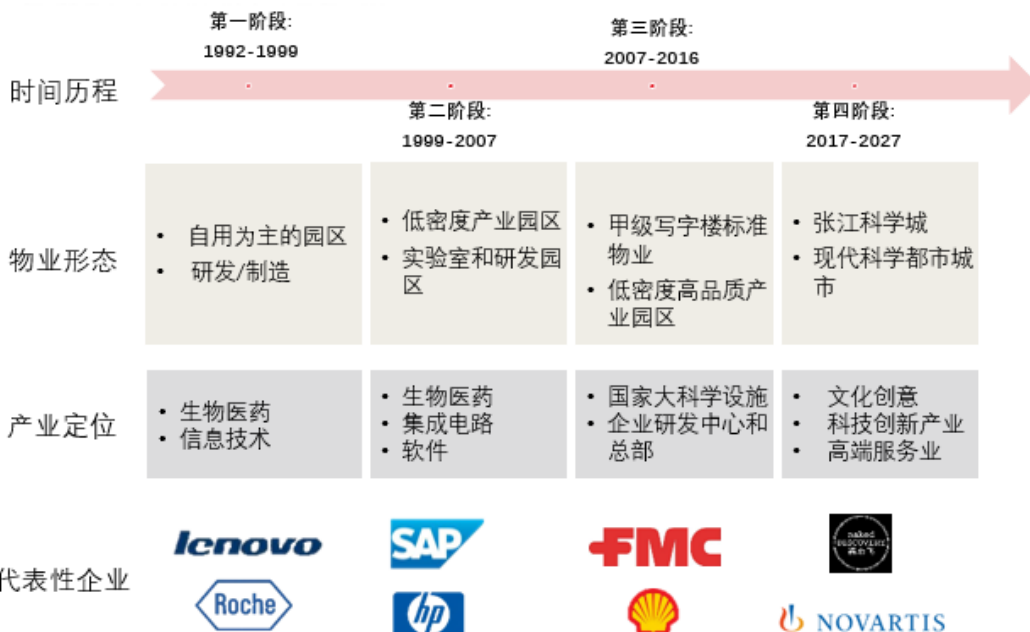 第一阶段:
1992-1999
第三阶段:
2007-2016
时间历程
第二阶段:
1999-2007
第四阶段:
2017-2027
物业形态
• 自用为主的园区
• 研发/制造
• 低密度产业园区
• 实验室和研发园
区
• 甲级写字楼标准
物业
• 低密度高品质产
业园区
• 张江科学城
• 现代科学都市城
市
产业定位
• 生物医药
• 信息技术
• 生物医药
• 集成电路
• 软件
• 国家大科学设施
• 企业研发中心和
总部
• 文化创意
• 科技创新产业
• 高端服务业
代表性企业
lenovo
SAP
FMC
naked
DISCOVERY
Roche
hp
NOVARTIS